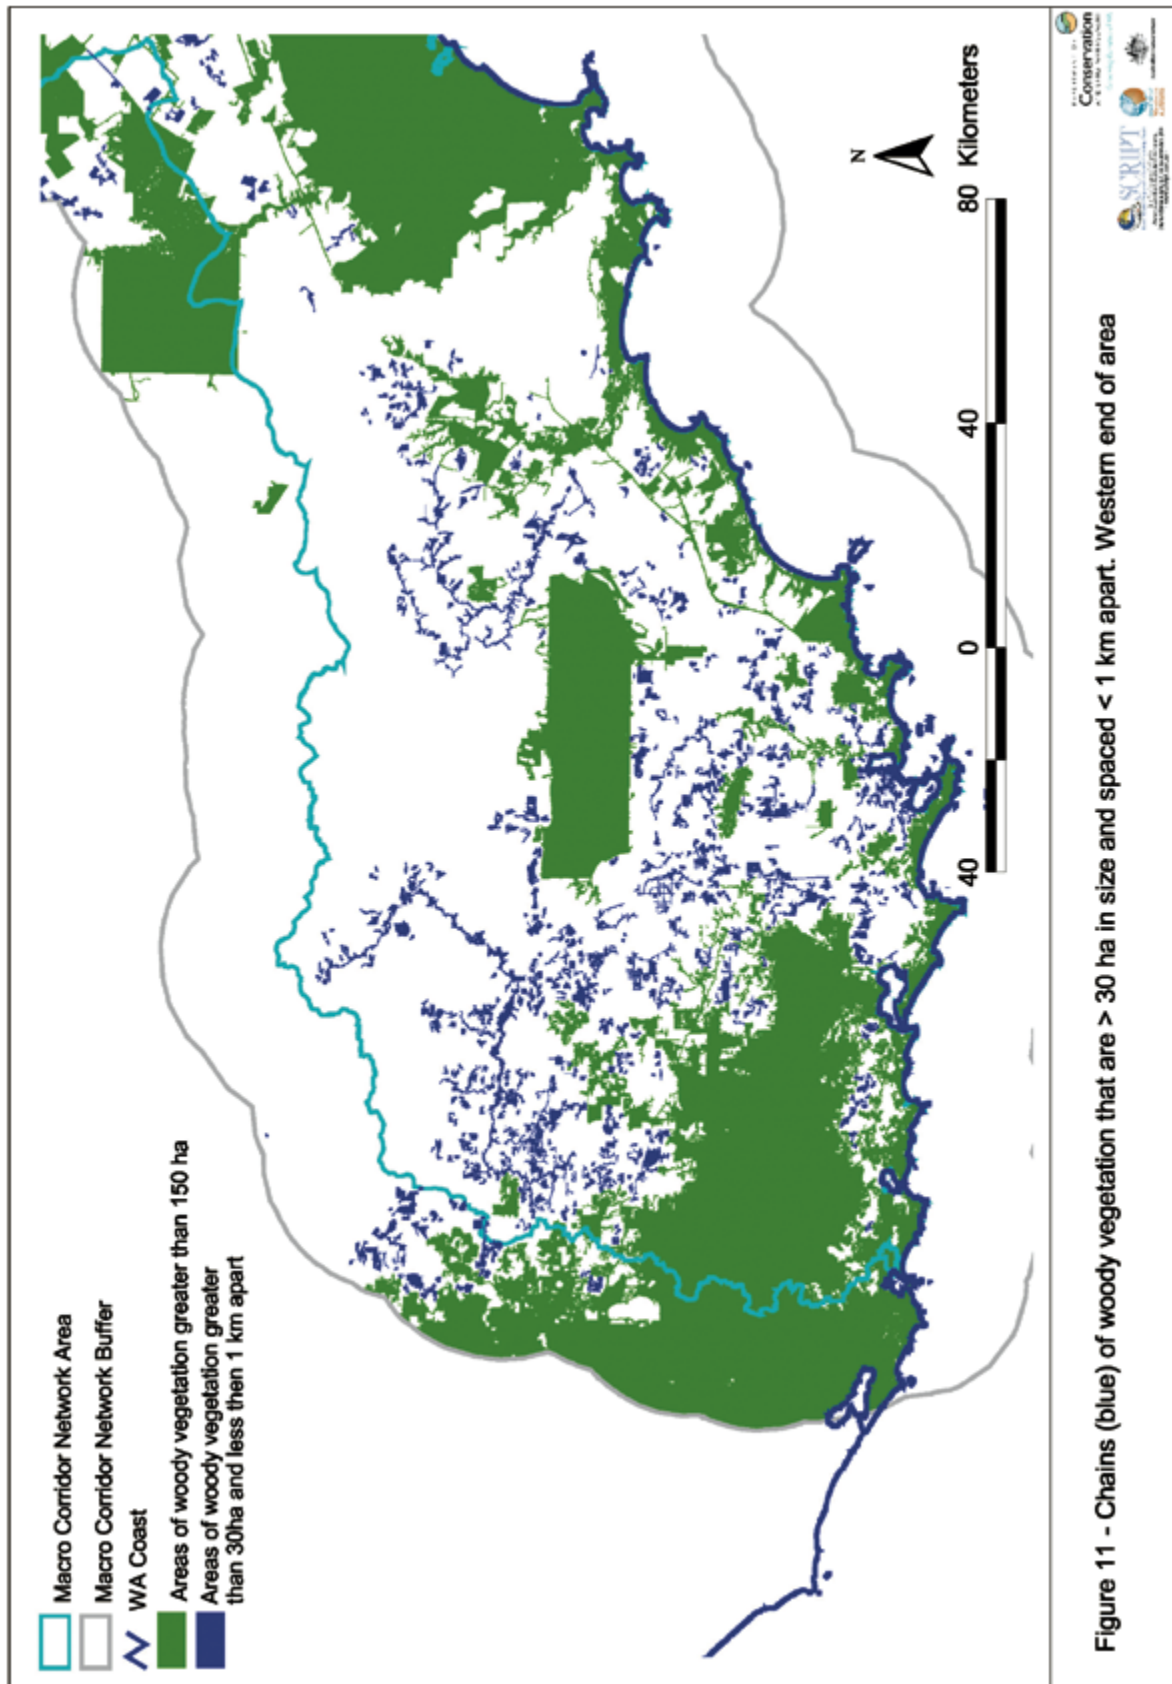 Macro Corridor Network Area
Macro Corridor Network Buffer
WA Coast
Areas of woody vegetation greater than 150 ha
Areas of woody vegetation greater
than 30ha and less then 1 km apart
N
40 0 40 80 Kilometers
Figure 11 - Chains (blue) of woody vegetation that are > 30 ha in size and spaced < 1 km apart. Western end of area
SCRIPT
Conservation